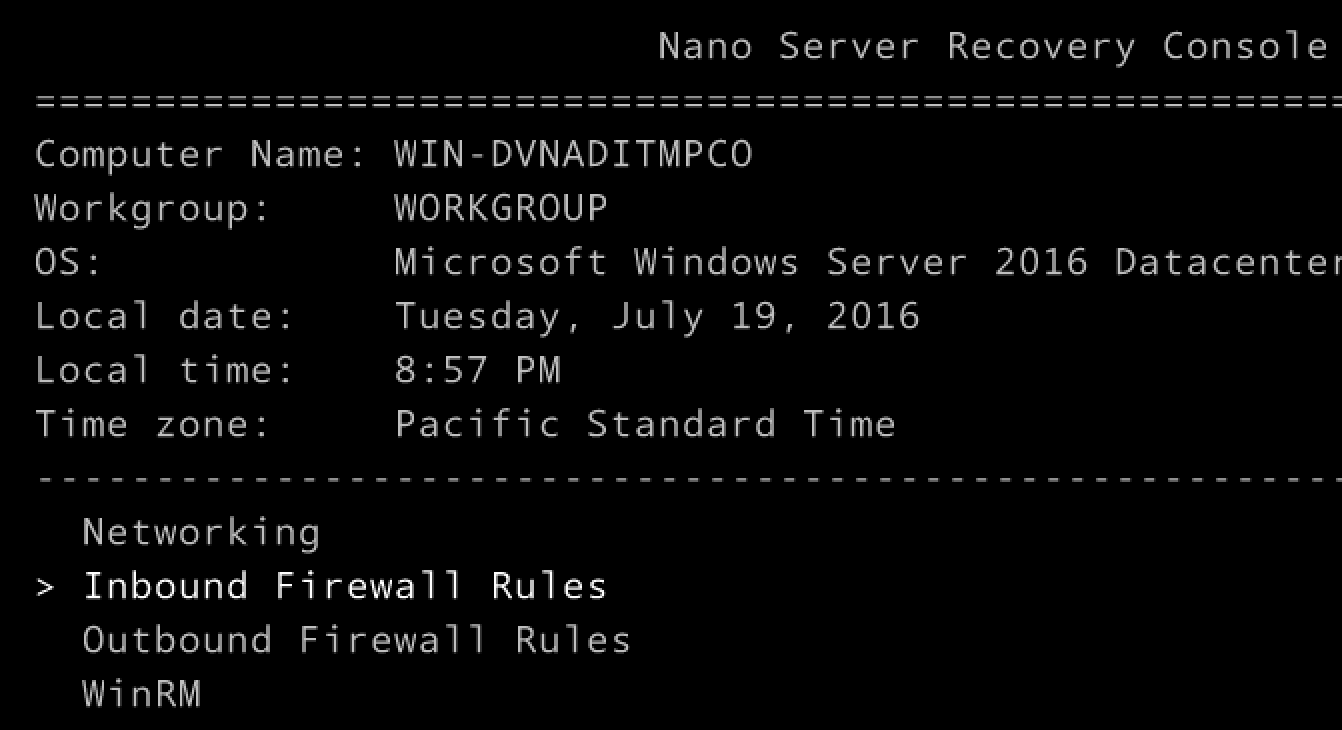 Nano Server Recovery Console
=======================================================
Computer Name: WIN-DVNADITMPCO
Workgroup:     WORKGROUP
OS:            Microsoft Windows Server 2016 Datacenter
Local date:    Tuesday, July 19, 2016
Local time:    8:57 PM
Time zone:     Pacific Standard Time
-------------------------------------------------------
  Networking
> Inbound Firewall Rules
  Outbound Firewall Rules
  WinRM